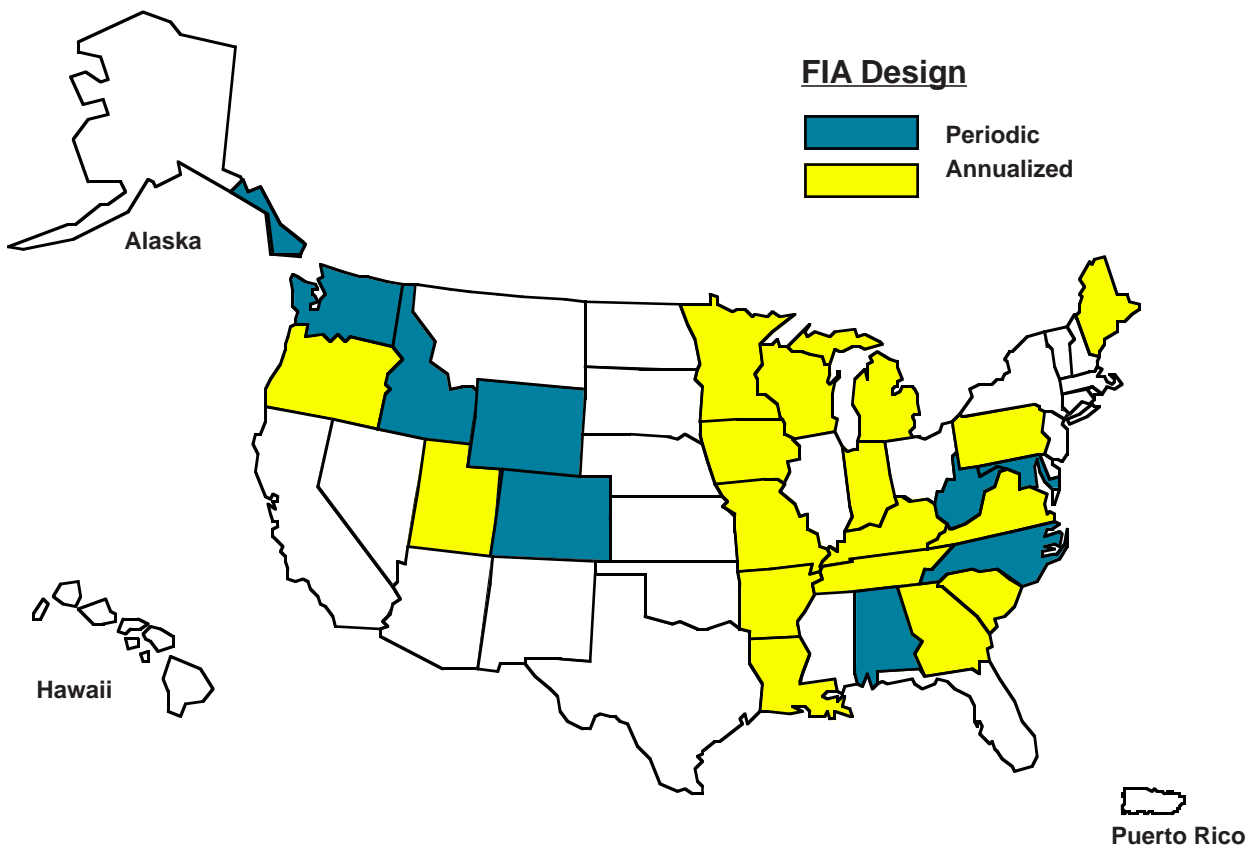 FIA Design
Periodic
Annualized
Alaska
Hawaii
Puerto Rico